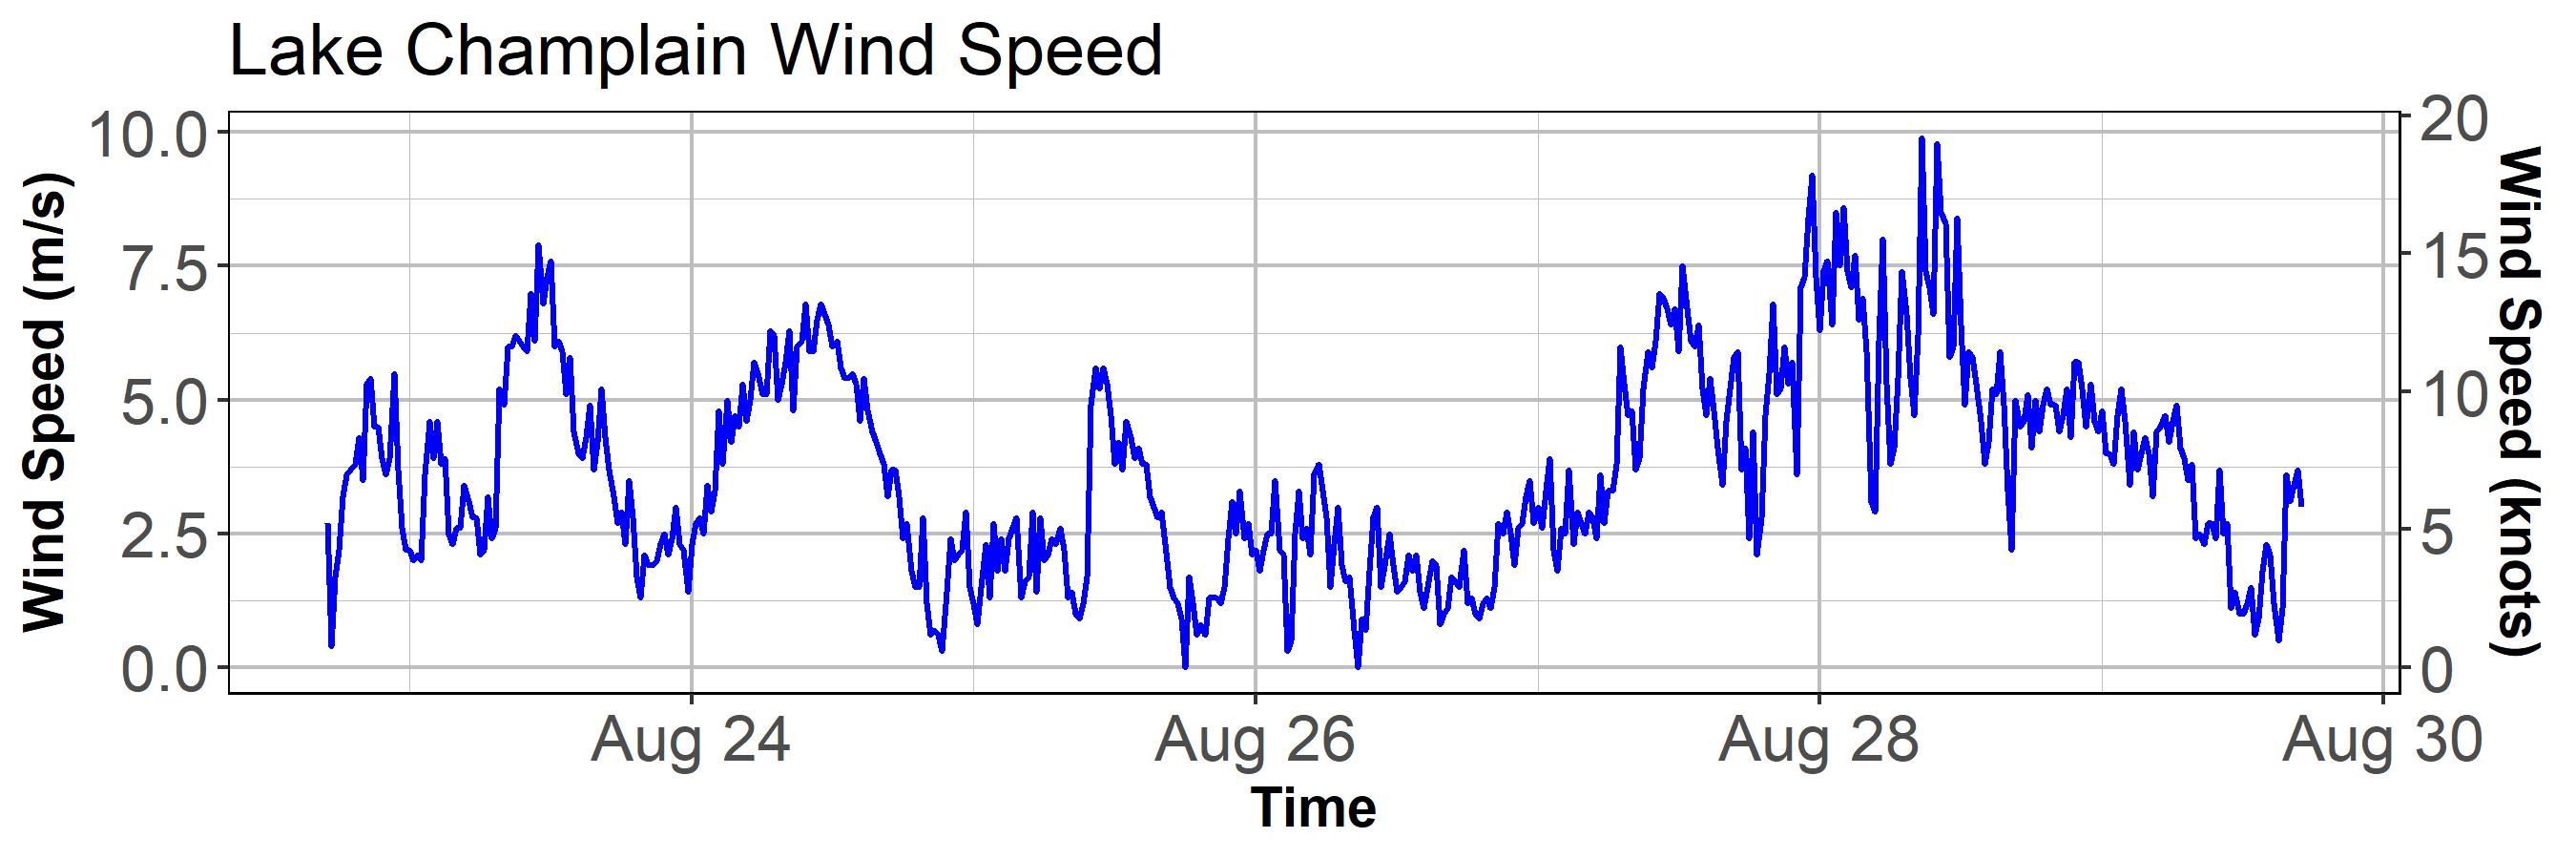 Lake Champlain Wind Speed
10.0
7.5
5.0
2.5
0.0
Wind Speed (m/s)
20
15
10
5
0
Wind Speed (knots)
Aug 24
Aug 26
Aug 28
Aug 30
Time